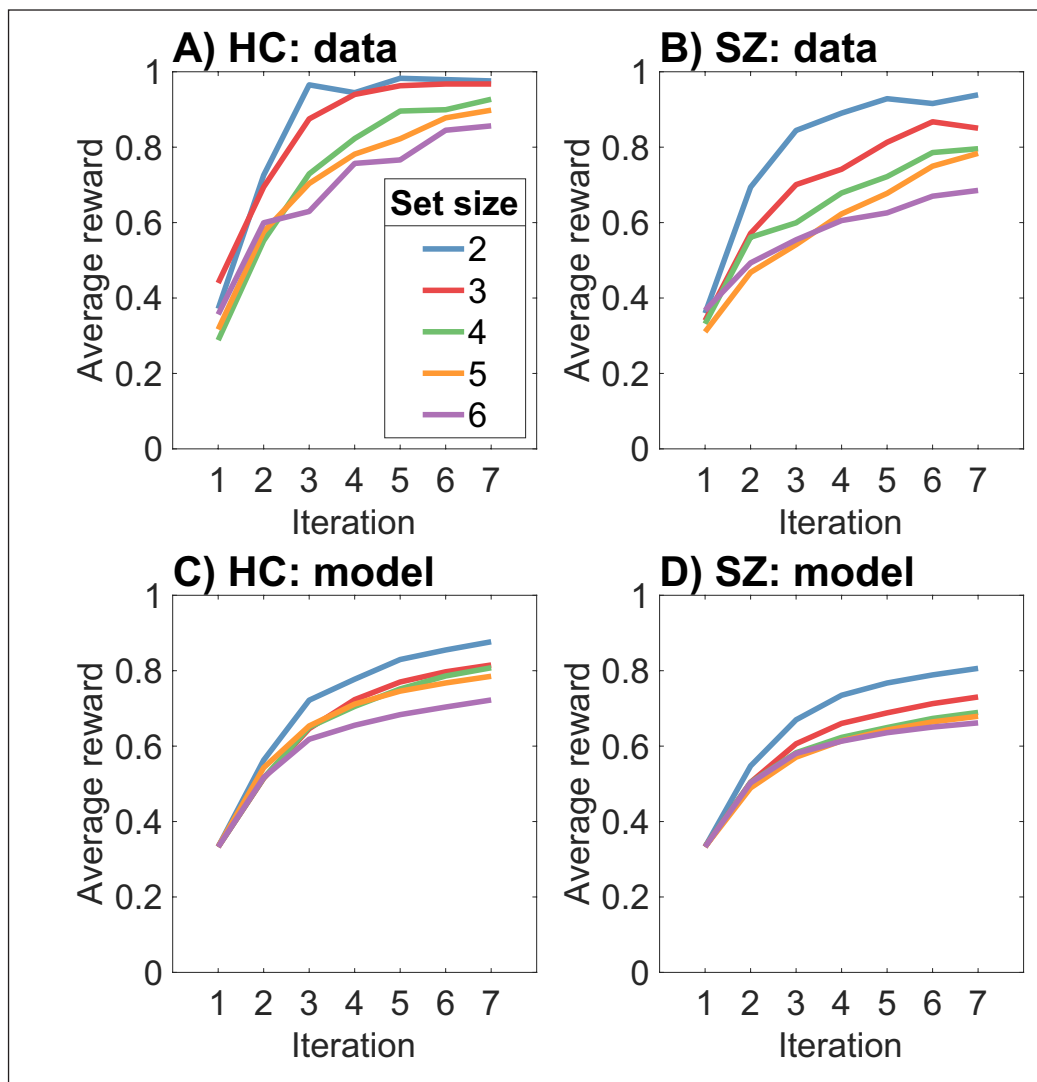 A) HC: data
1
0.8
0.6
0.4
0.2
0
Average reward
Set size
2
3
4
5
6
1 2 3 4 5 6 7
Iteration
B) SZ: data
1
0.8
0.6
0.4
0.2
0
Average reward
1 2 3 4 5 6 7
Iteration
C) HC: model
1
0.8
0.6
0.4
0.2
0
Average reward
1 2 3 4 5 6 7
Iteration
D) SZ: model
1
0.8
0.6
0.4
0.2
0
Average reward
1 2 3 4 5 6 7
Iteration